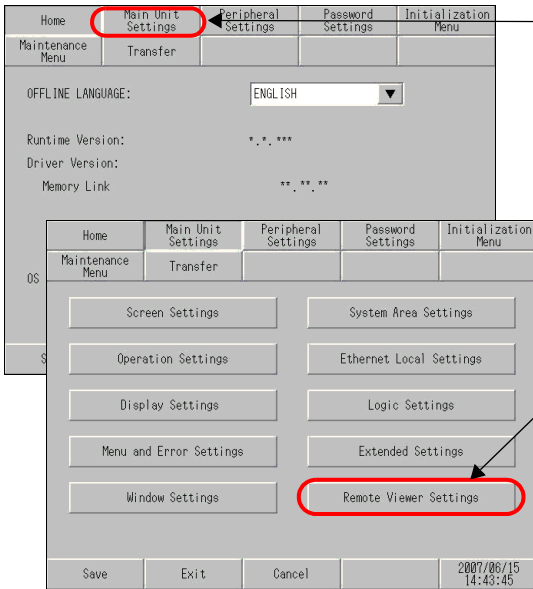 Home
Main Unit
Settings
Peripheral
Settings
Password
Settings
Initialization
Menu
Maintenance
Menu
Transfer
OFFLINE LANGUAGE:
ENGLISH
Runtime Version:
*.*.***
Driver Version:
Memory Link
**.**.**
OS
S
Home
Main Unit
Settings
Peripheral
Settings
Password
Settings
Initialization
Menu
Maintenance
Menu
Transfer
Screen Settings
System Area Settings
Operation Settings
Ethernet Local Settings
Display Settings
Logic Settings
Menu and Error Settings
Extended Settings
Window Settings
Remote Viewer Settings
Save
Exit
Cancel
2007/06/15
14:43:45